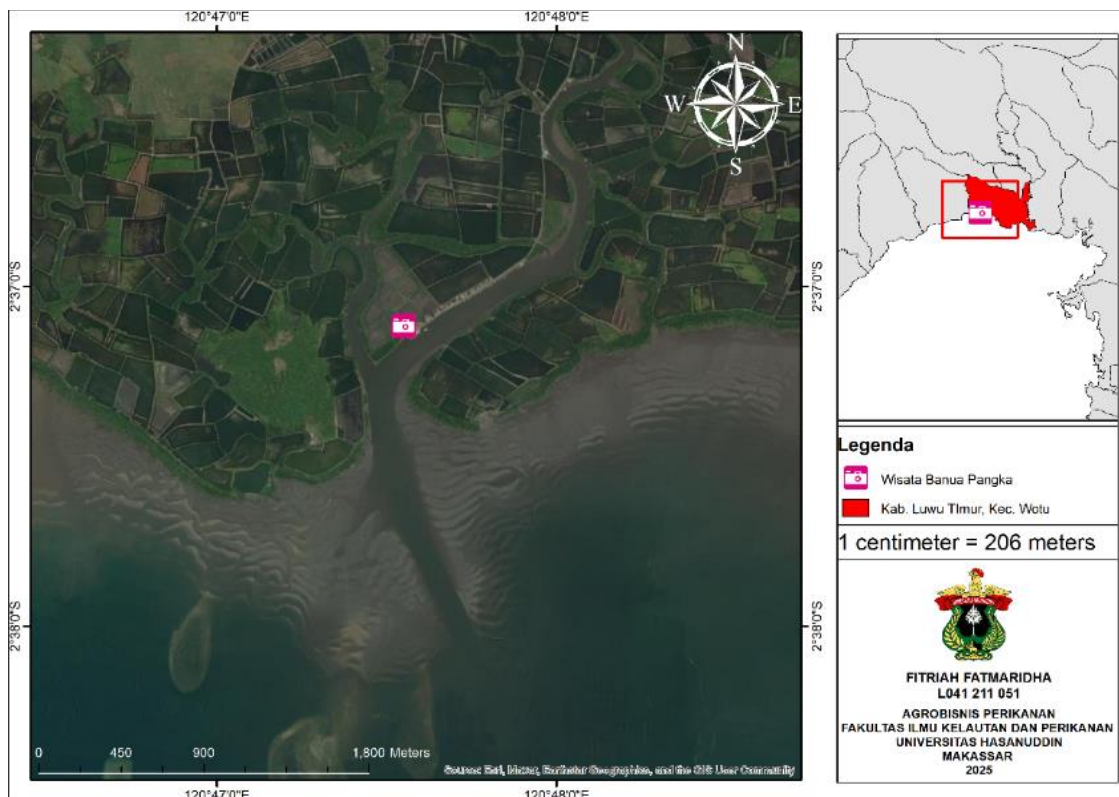 120°47'0"E
120°48'0"E
N
W
E
S
2°37'0"S
2°37'0"S
2°38'0"S
2°38'0"S
0
450
900
1,800 Meters
Source: Esri, Maxar, Earthstar Geographics, and the GIS User Community
120°47'0"E
120°48'0"E
Legenda
Wisata Banua Pangka
Kab. Luwu TImur, Kec. Wotu
1 centimeter = 206 meters
FITRIAH FATMARIDHA
L041 211 051
AGROBISNIS PERIKANAN
FAKULTAS ILMU KELAUTAN DAN PERIKANAN
UNIVERSITAS HASANUDDIN
MAKASSAR
2025